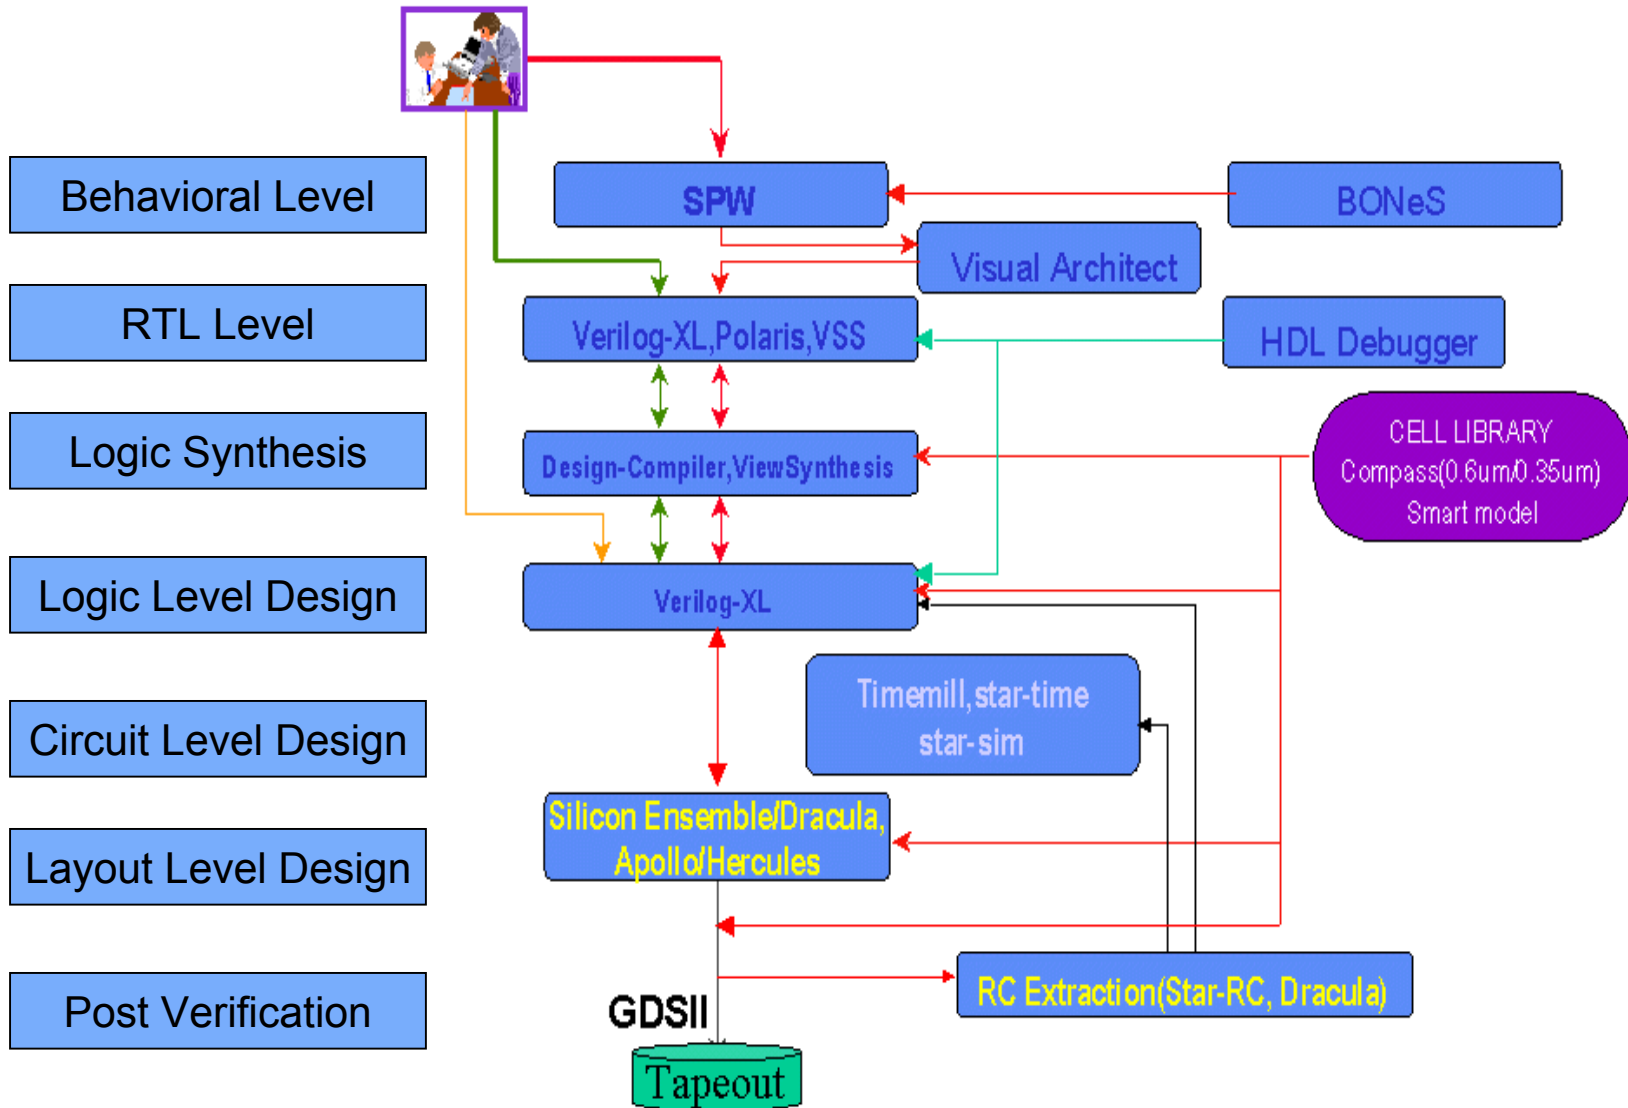 Behavioral Level
SPW
BONeS
Visual Architect
RTL Level
Verilog-XL,Polaris,VSS
HDL Debugger
Logic Synthesis
Design-Compiler,ViewSynthesis
CELL LIBRARY
Compass(0.6um/0.35um)
Smart model
Logic Level Design
Verilog-XL
Circuit Level Design
Timemill,star-time
star-sim
Layout Level Design
Silicon Ensemble/Dracula,
Apollo/Hercules
Post Verification
RC Extraction(Star-RC, Dracula)
GDSII
Tapeout